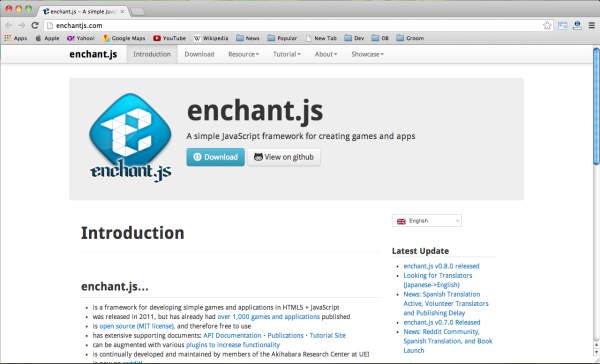 enchant.js - A simple Java
enchantjs.com
Apps Apple Yahoo! Google Maps YouTube Wikipedia News Popular New Tab Dev OB Groom
enchant.js Introduction Download Resource Tutorial About Showcase
enchant.js
enchant.js
A simple JavaScript framework for creating games and apps
Download View on github
English
Introduction
Latest Update
enchant.js v0.8.0 released
Looking for Translators
(Japanese->English)
News: Spanish Translation
Active, Volunteer Translators
and Publishing Delay
enchant.js v0.7.0 Released
News: Reddit Community,
Spanish Translation, and Book
Launch
enchant.js...
is a framework for developing simple games and applications in HTML5 + JavaScript
was released in 2011, but has already had over 1,000 games and applications published
is open source (MIT license), and therefore free to use
has extensive supporting documents: API Documentation · Publications · Tutorial Site
can be augmented with various plugins to increase functionality
is continually developed and maintained by members of the Akihabara Research Center at UEI